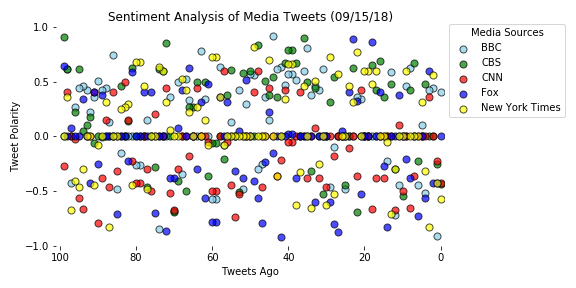 Sentiment Analysis of Media Tweets (09/15/18)
Media Sources
BBC
CBS
CNN
Fox
New York Times
Tweet Polarity
1.0
0.5
0.0
−0.5
−1.0
100 80 60 40 20 0
Tweets Ago